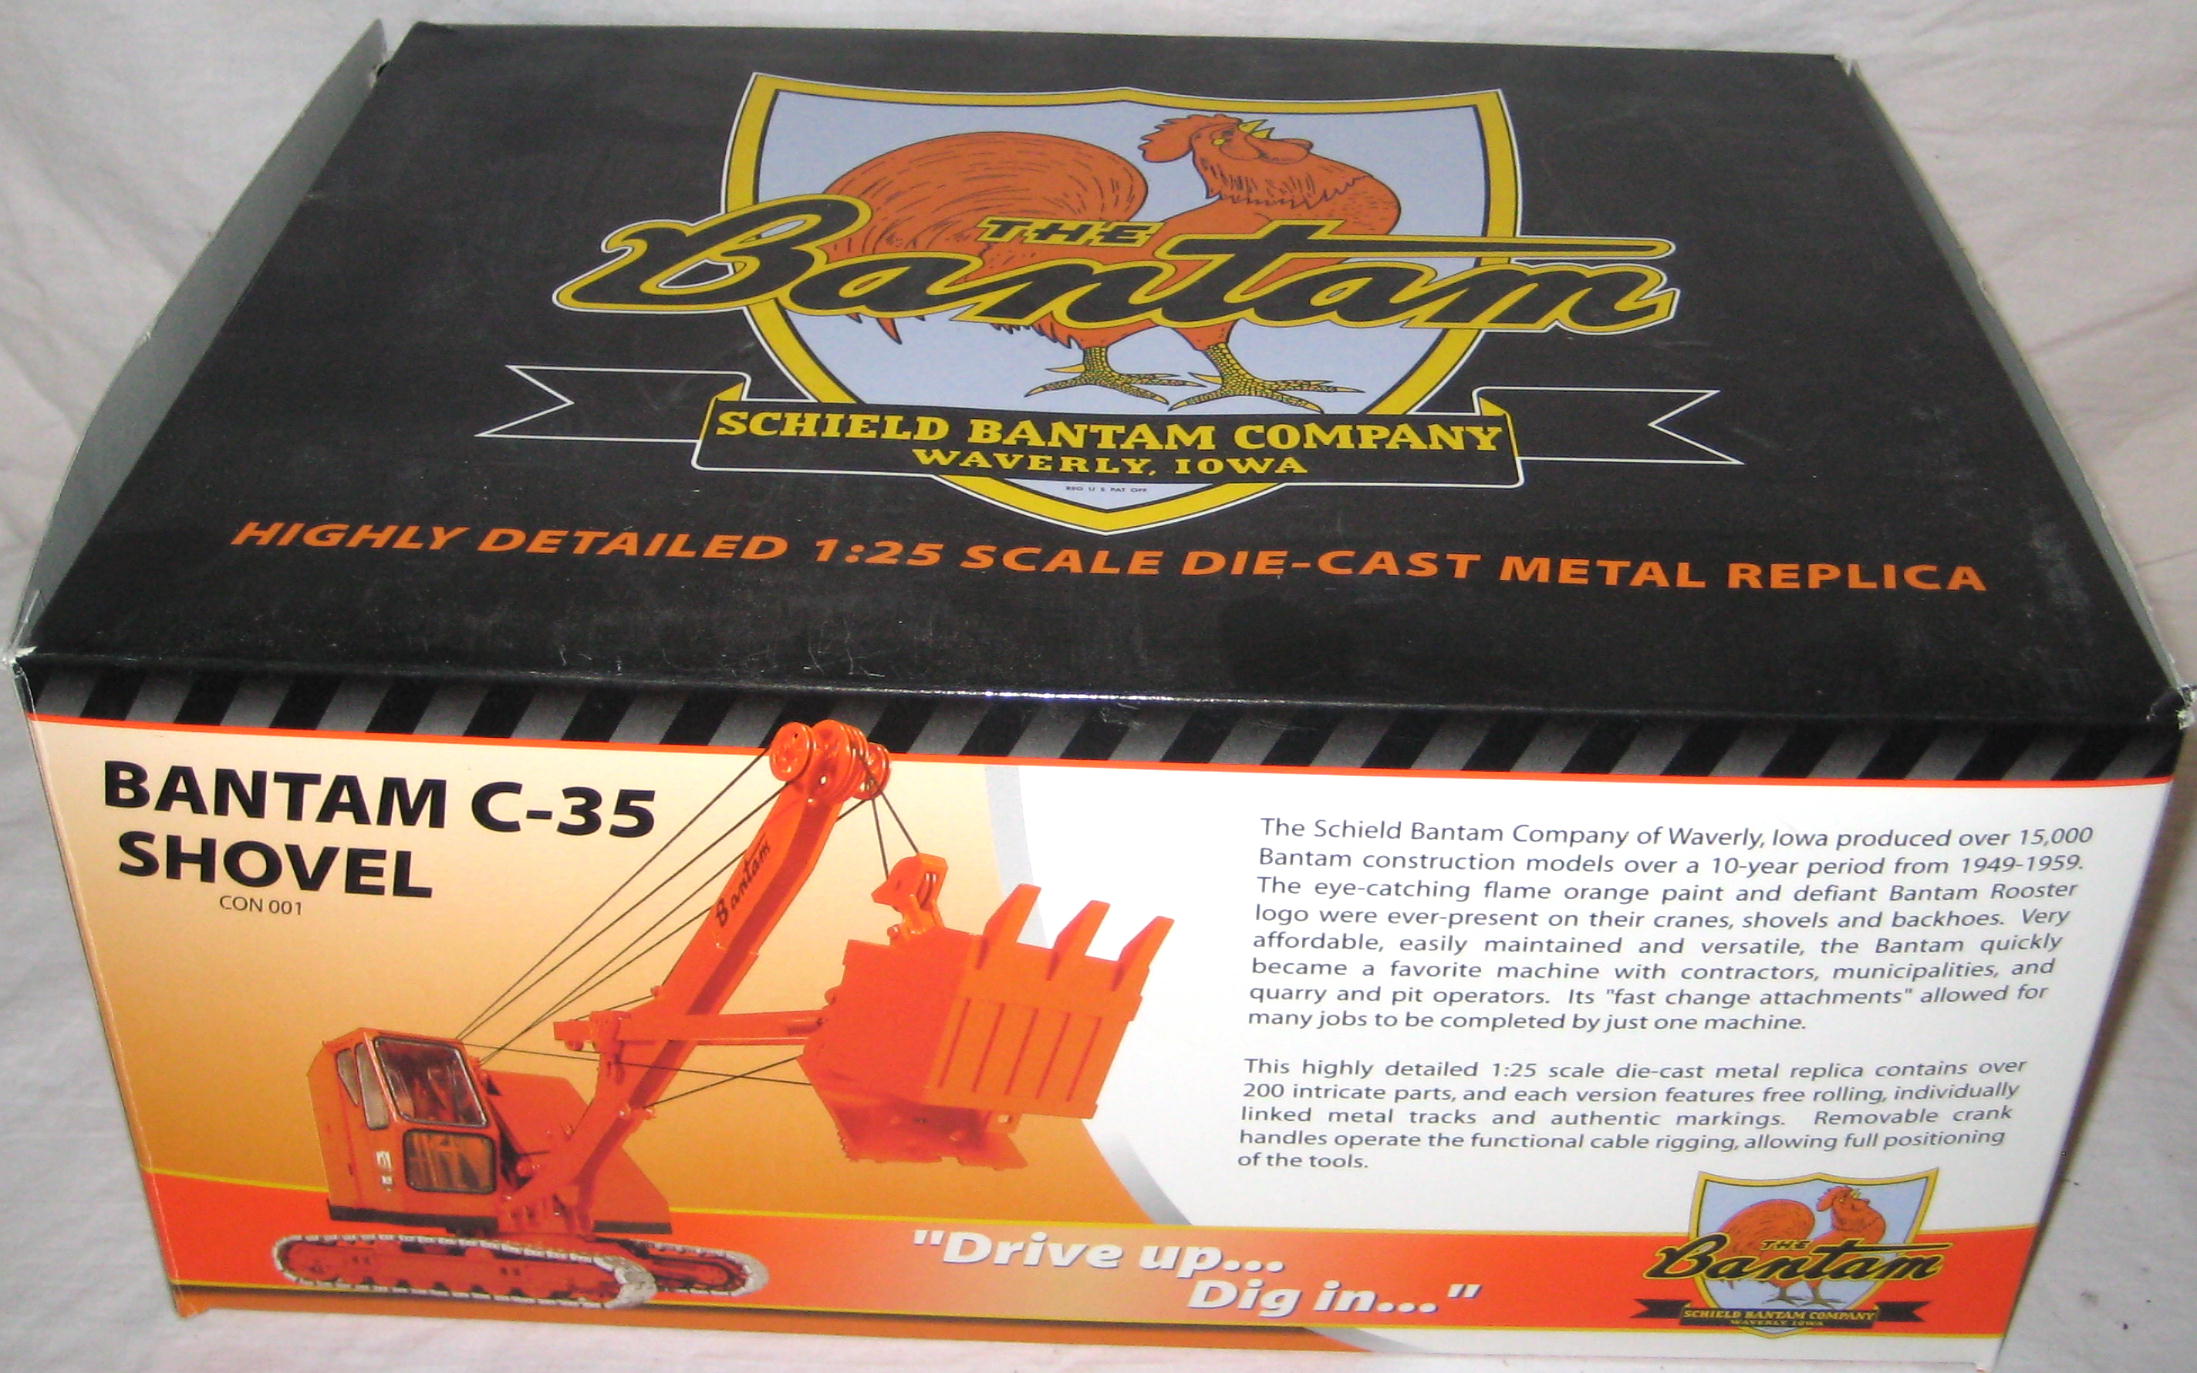 THE
Bantam
SCHIELD BANTAM COMPANY
WAVERLY, IOWA
REG U S PAT OFF
HIGHLY DETAILED 1:25 SCALE DIE-CAST METAL REPLICA
BANTAM C-35
SHOVEL
CON 001
Bantam
The Schield Bantam Company of Waverly, Iowa produced over 15,000
Bantam construction models over a 10-year period from 1949-1959.
The eye-catching flame orange paint and defiant Bantam Rooster
logo were ever-present on their cranes, shovels and backhoes. Very
affordable, easily maintained and versatile, the Bantam quickly
became a favorite machine with contractors, municipalities, and
quarry and pit operators. Its "fast change attachments" allowed for
many jobs to be completed by just one machine.
This highly detailed 1:25 scale die-cast metal replica contains over
200 intricate parts, and each version features free rolling, individually
linked metal tracks and authentic markings. Removable crank
handles operate the functional cable rigging, allowing full positioning
of the tools.
"Drive up...
Dig in..."
THE
Bantam
SCHIELD BANTAM COMPANY
WAVERLY, IOWA